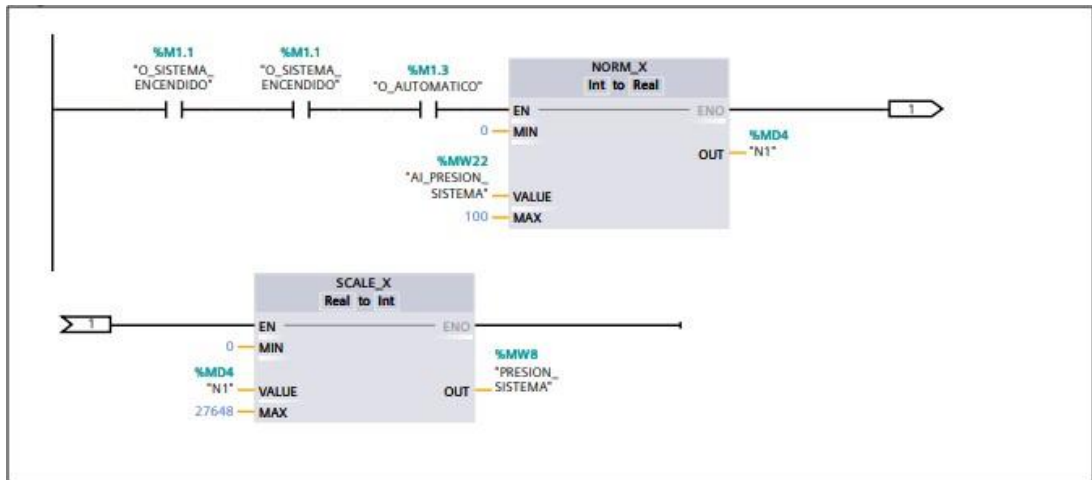 %M1.1
"O_SISTEMA_
ENCENDIDO"
%M1.1
"O_SISTEMA_
ENCENDIDO"
%M1.3
"O_AUTOMATICO"
NORM_X
Int to Real
EN
ENO
1
0
MIN
%MD4
"N1"
OUT
%MW22
"AI_PRESION_
SISTEMA"
VALUE
100
MAX
SCALE_X
Real to Int
1
EN
ENO
0
MIN
%MW8
"PRESION_
SISTEMA"
OUT
%MD4
"N1"
VALUE
27648
MAX